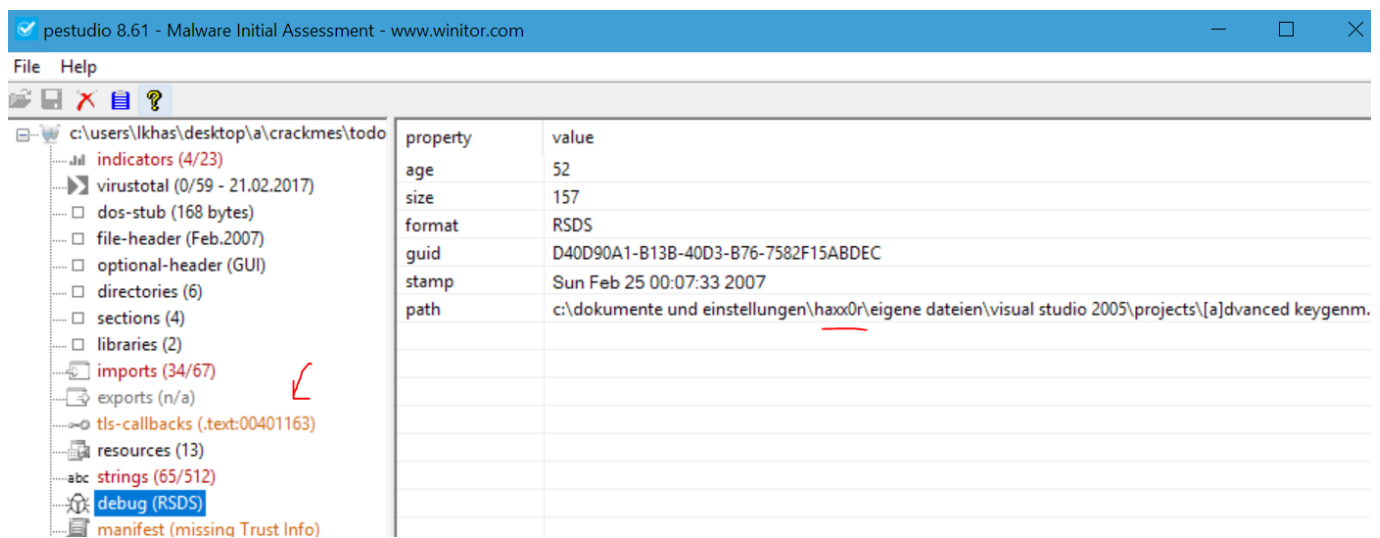 pestudio 8.61 - Malware Initial Assessment - www.winitor.com
File Help
c:\users\lkhas\desktop\a\crackmes\todo
indicators (4/23)
virustotal (0/59 - 21.02.2017)
dos-stub (168 bytes)
file-header (Feb.2007)
optional-header (GUI)
directories (6)
sections (4)
libraries (2)
imports (34/67)
exports (n/a)
tls-callbacks (.text:00401163)
resources (13)
abc strings (65/512)
debug (RSDS)
manifest (missing Trust Info)
property value
age 52
size 157
format RSDS
guid D40D90A1-B13B-40D3-B76-7582F15ABDEC
stamp Sun Feb 25 00:07:33 2007
path c:\dokumente und einstellungen\haxx0r\eigene dateien\visual studio 2005\projects\[a]dvanced keygenm.